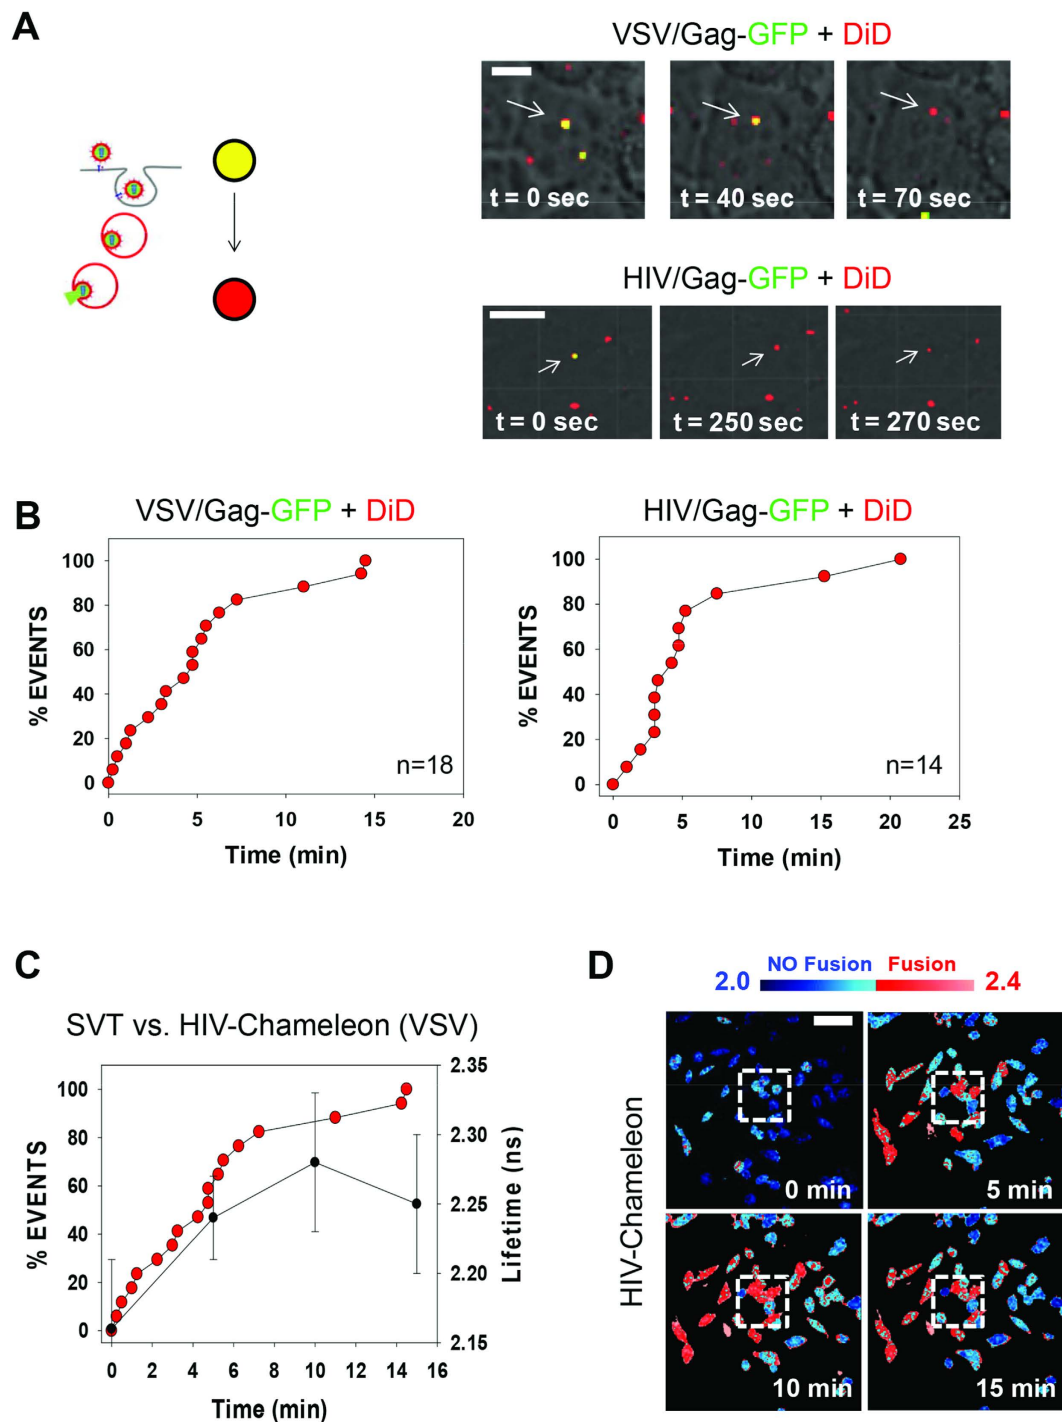 A
VSV/Gag-GFP + DiD
t = 0 sec
t = 40 sec
t = 70 sec
HIV/Gag-GFP + DiD
t = 0 sec
t = 250 sec
t = 270 sec
B
VSV/Gag-GFP + DiD
% EVENTS
100
80
60
40
20
0
n=18
0 5 10 15 20
Time (min)
HIV/Gag-GFP + DiD
% EVENTS
100
80
60
40
20
0
n=14
0 5 10 15 20 25
Time (min)
C
SVT vs. HIV-Chameleon (VSV)
% EVENTS
100
80
60
40
20
0
2.35
2.30
2.25
2.20
2.15
Lifetime (ns)
0 2 4 6 8 10 12 14 16
Time (min)
D
NO Fusion Fusion
2.0 2.4
HIV-Chameleon
0 min
5 min
10 min
15 min